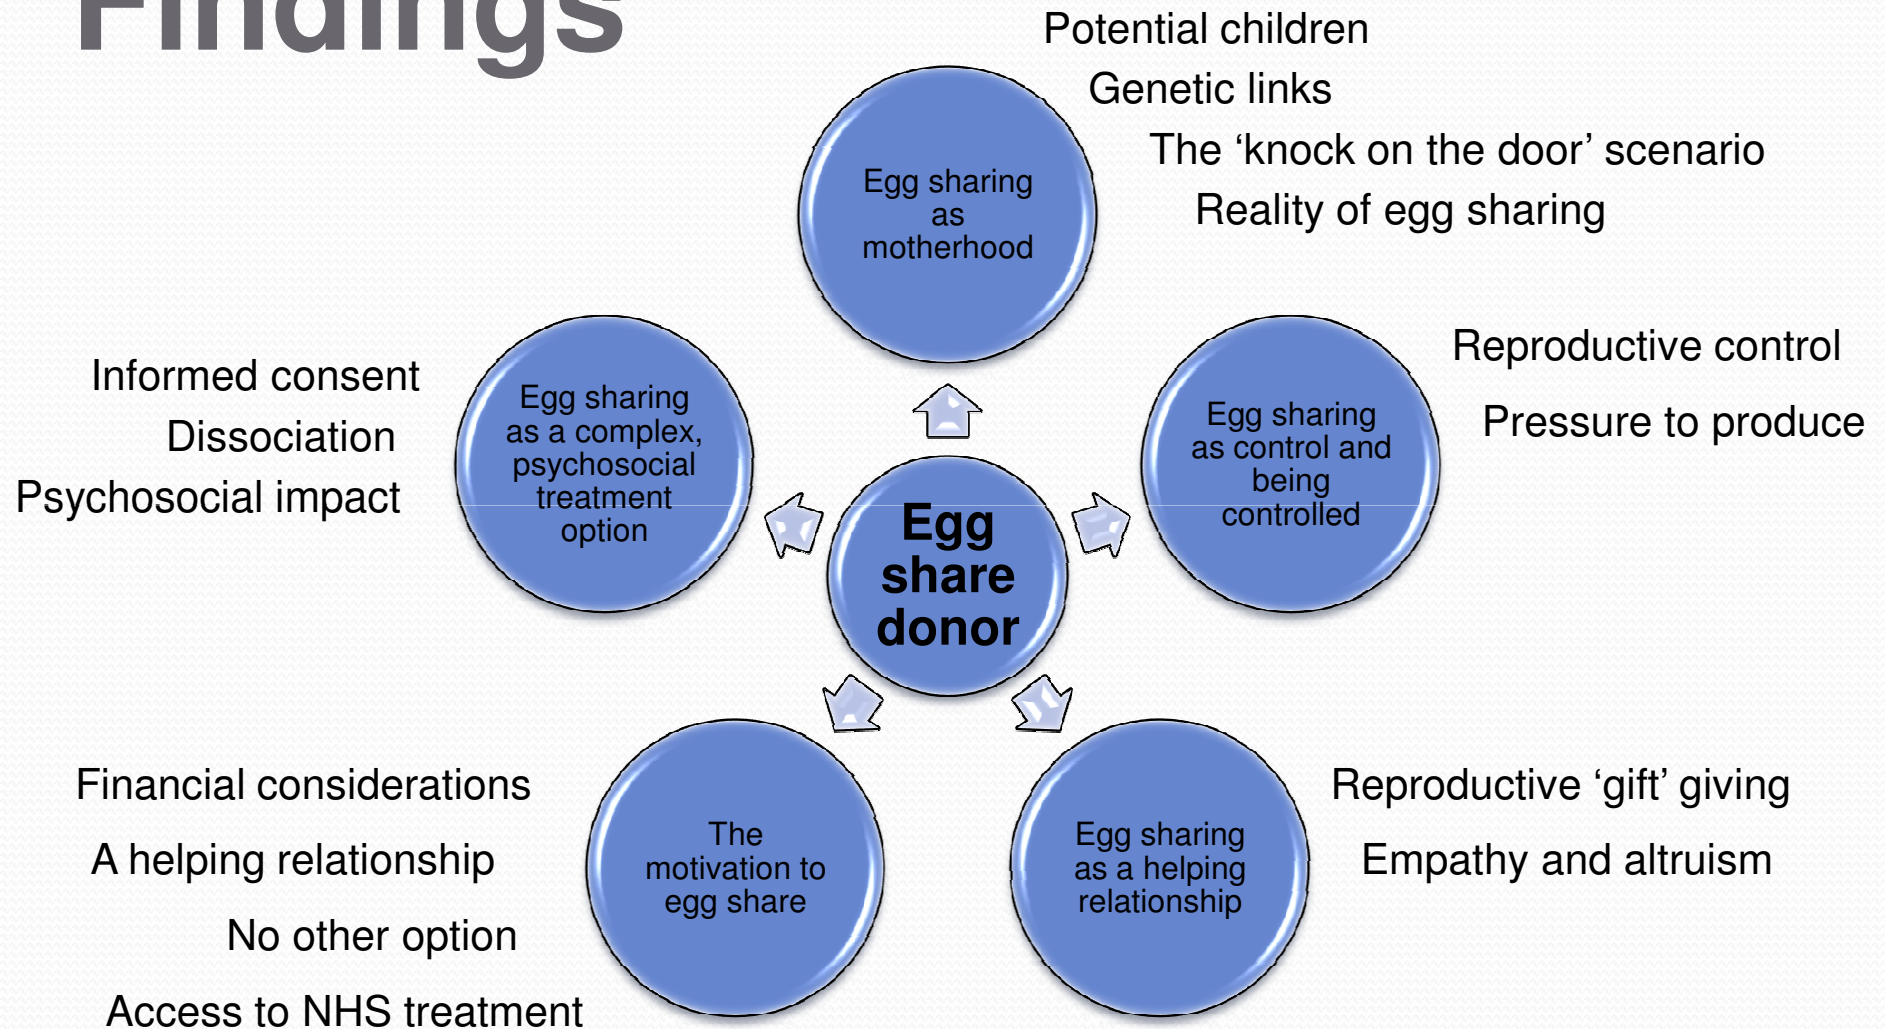 Findings
Potential children
Genetic links
The ‘knock on the door’ scenario
Reality of egg sharing
Egg sharing
as
motherhood
Reproductive control
Pressure to produce
Egg sharing
as control and
being
controlled
Informed consent
Dissociation
Psychosocial impact
Egg sharing
as a complex,
psychosocial
treatment
option
Egg
share
donor
Financial considerations
A helping relationship
No other option
Access to NHS treatment
The
motivation to
egg share
Egg sharing
as a helping
relationship
Reproductive ‘gift’ giving
Empathy and altruism